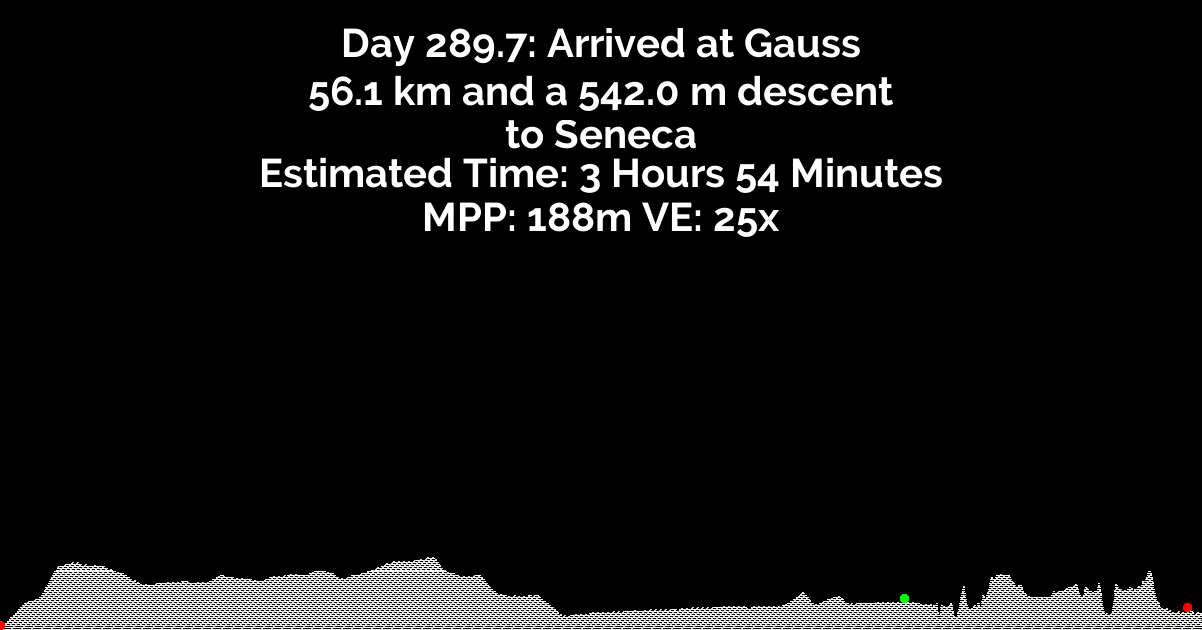 Day 289.7: Arrived at Gauss
56.1 km and a 542.0 m descent
to Seneca
Estimated Time: 3 Hours 54 Minutes
MPP: 188m VE: 25x